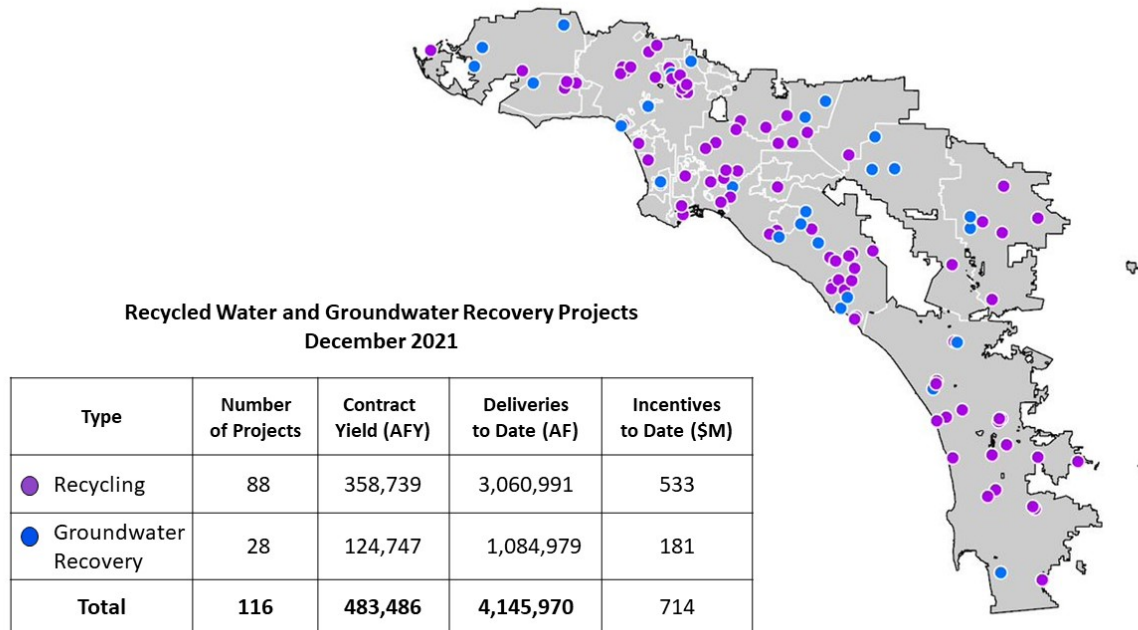 Recycled Water and Groundwater Recovery Projects
December 2021
Type
Number
of Projects
Contract
Yield (AFY)
Deliveries
to Date (AF)
Incentives
to Date ($M)
Recycling
88
358,739
3,060,991
533
Groundwater
Recovery
28
124,747
1,084,979
181
Total
116
483,486
4,145,970
714